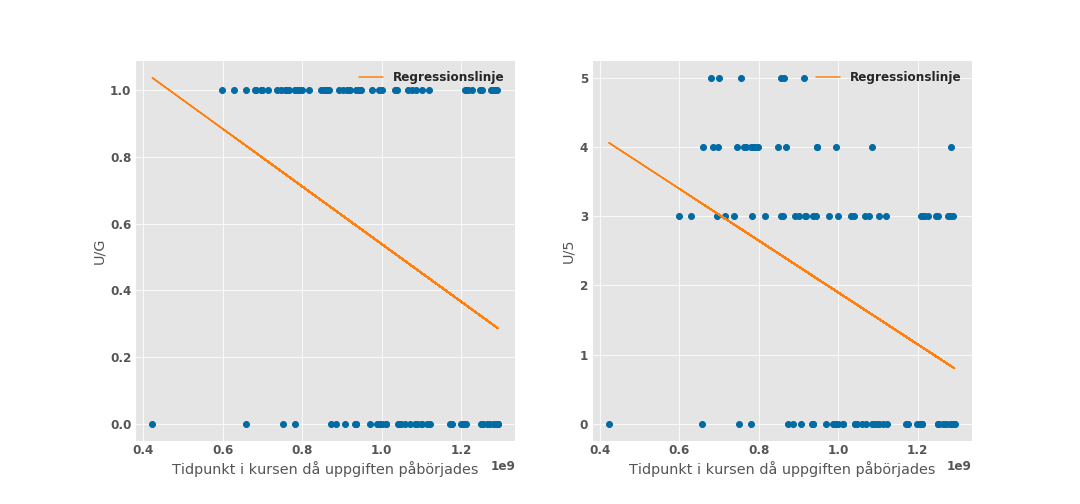 Regressionslinje
1.0
0.8
0.6
0.4
0.2
0.0
U/G
0.4 0.6 0.8 1.0 1.2
1e9
Tidpunkt i kursen då uppgiften påbörjades
Regressionslinje
5
4
3
2
1
0
U/5
0.4 0.6 0.8 1.0 1.2
1e9
Tidpunkt i kursen då uppgiften påbörjades